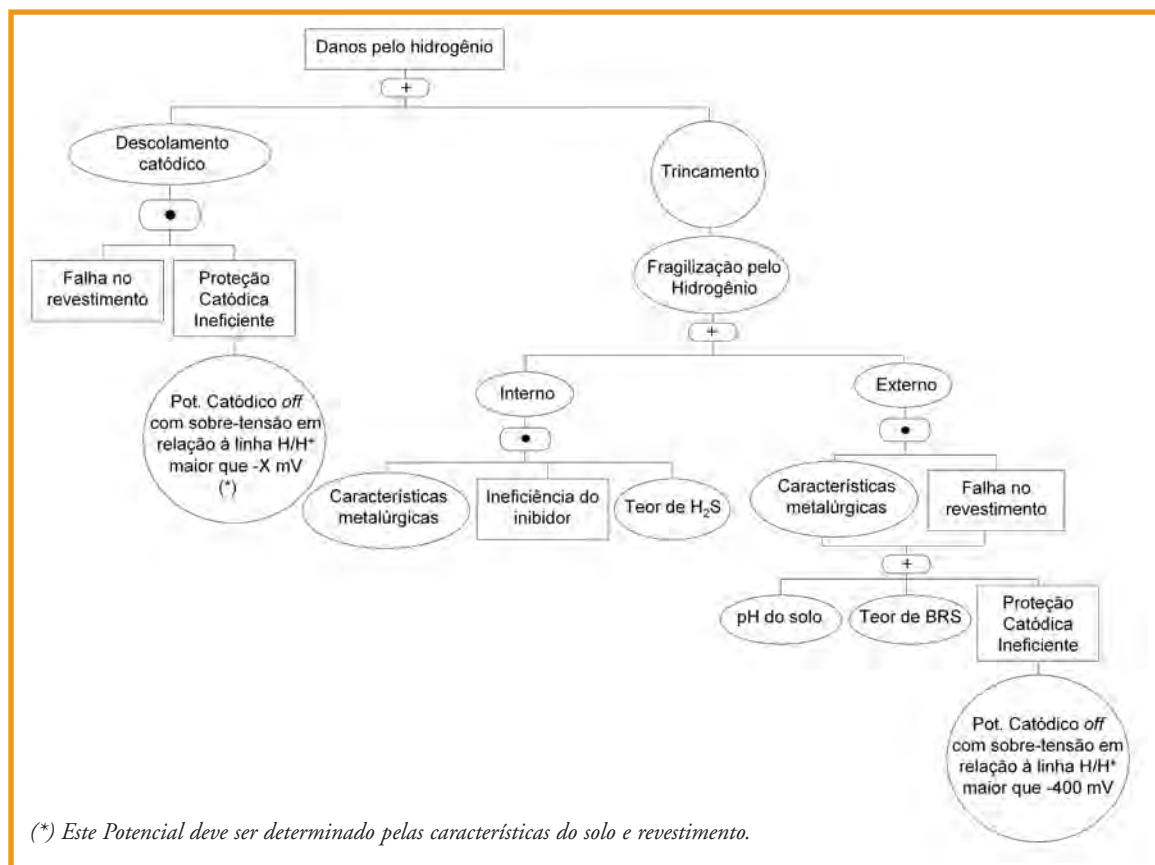 Danos pelo hidrogênio
+
Descolamento
catódico
Trincamento
●
Falha no
revestimento
Proteção
Catódica
Ineficiente
Fragilização pelo
Hidrogênio
+
Pot. Catódico off
com sobre-tensão em
relação à linha H/H⁺
maior que -X mV
(*)
Interno
Externo
●
●
Características
metalúrgicas
Ineficiência do
inibidor
Teor de H₂S
Características
metalúrgicas
Falha no
revestimento
+
pH do solo
Teor de BRS
Proteção
Catódica
Ineficiente
Pot. Catódico off
com sobre-tensão em
relação à linha H/H⁺
maior que -400 mV
(*) Este Potencial deve ser determinado pelas características do solo e revestimento.